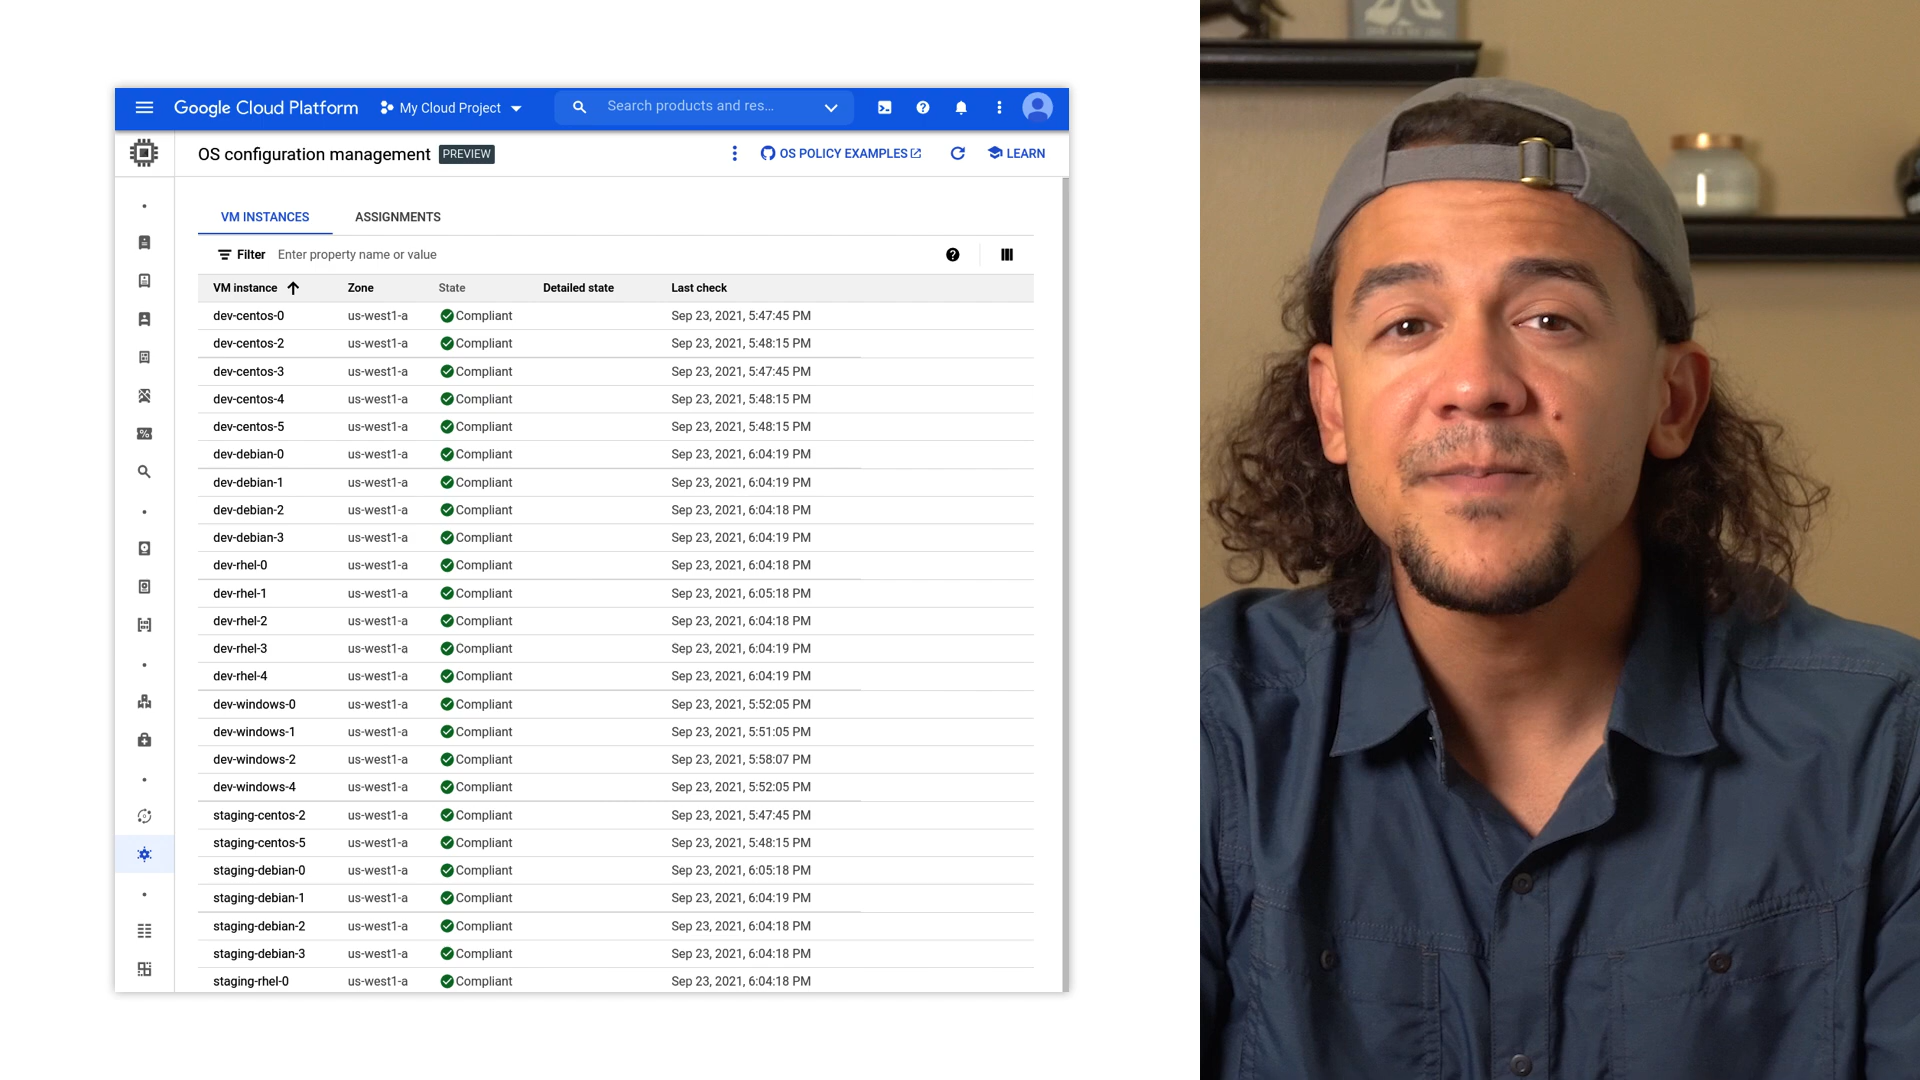 Google Cloud Platform My Cloud Project Search products and res...
OS configuration management PREVIEW OS POLICY EXAMPLES LEARN
VM INSTANCES ASSIGNMENTS
Filter Enter property name or value
VM instance Zone State Detailed state Last check
dev-centos-0 us-west1-a Compliant Sep 23, 2021, 5:47:45 PM
dev-centos-2 us-west1-a Compliant Sep 23, 2021, 5:48:15 PM
dev-centos-3 us-west1-a Compliant Sep 23, 2021, 5:47:45 PM
dev-centos-4 us-west1-a Compliant Sep 23, 2021, 5:48:15 PM
dev-centos-5 us-west1-a Compliant Sep 23, 2021, 5:48:15 PM
dev-debian-0 us-west1-a Compliant Sep 23, 2021, 6:04:19 PM
dev-debian-1 us-west1-a Compliant Sep 23, 2021, 6:04:19 PM
dev-debian-2 us-west1-a Compliant Sep 23, 2021, 6:04:18 PM
dev-debian-3 us-west1-a Compliant Sep 23, 2021, 6:04:19 PM
dev-rhel-0 us-west1-a Compliant Sep 23, 2021, 6:04:18 PM
dev-rhel-1 us-west1-a Compliant Sep 23, 2021, 6:05:18 PM
dev-rhel-2 us-west1-a Compliant Sep 23, 2021, 6:04:18 PM
dev-rhel-3 us-west1-a Compliant Sep 23, 2021, 6:04:19 PM
dev-rhel-4 us-west1-a Compliant Sep 23, 2021, 6:04:19 PM
dev-windows-0 us-west1-a Compliant Sep 23, 2021, 5:52:05 PM
dev-windows-1 us-west1-a Compliant Sep 23, 2021, 5:51:05 PM
dev-windows-2 us-west1-a Compliant Sep 23, 2021, 5:58:07 PM
dev-windows-4 us-west1-a Compliant Sep 23, 2021, 5:52:05 PM
staging-centos-2 us-west1-a Compliant Sep 23, 2021, 5:47:45 PM
staging-centos-5 us-west1-a Compliant Sep 23, 2021, 5:48:15 PM
staging-debian-0 us-west1-a Compliant Sep 23, 2021, 6:05:18 PM
staging-debian-1 us-west1-a Compliant Sep 23, 2021, 6:04:19 PM
staging-debian-2 us-west1-a Compliant Sep 23, 2021, 6:04:18 PM
staging-debian-3 us-west1-a Compliant Sep 23, 2021, 6:04:18 PM
staging-rhel-0 us-west1-a Compliant Sep 23, 2021, 6:04:18 PM